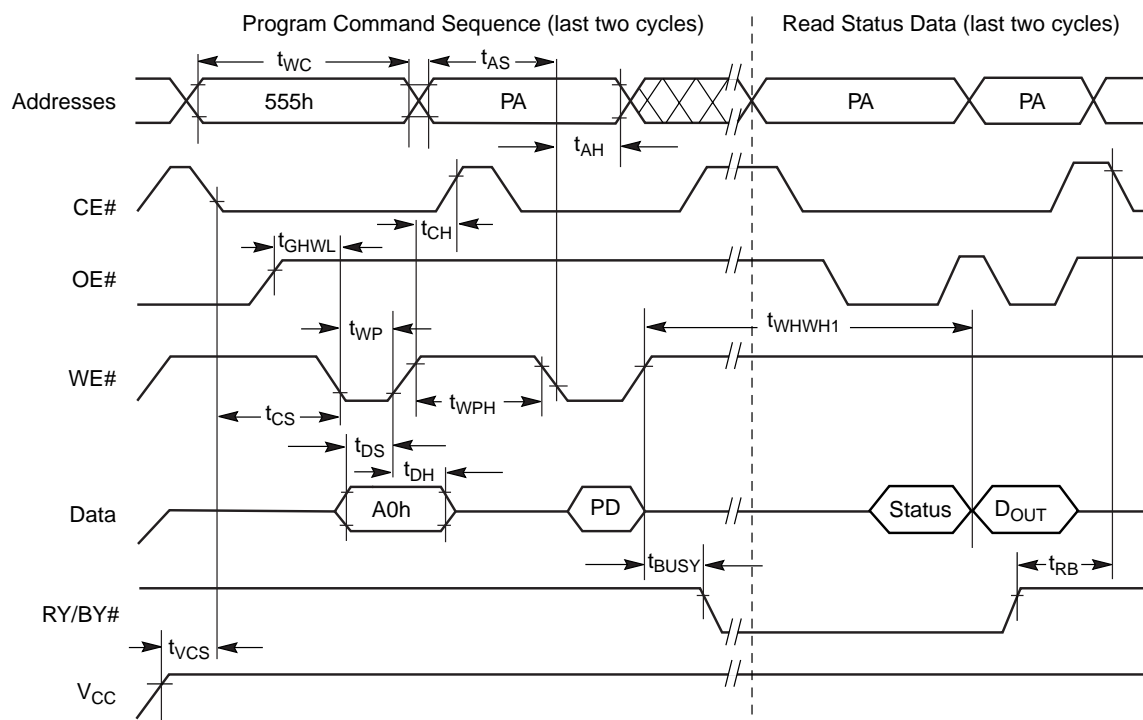 Program Command Sequence (last two cycles)
Read Status Data (last two cycles)
tWC
tAS
Addresses
555h
PA
PA
PA
tAH
CE#
tCH
tGHWL
OE#
tWP
tWHWH1
WE#
tCS
tWPH
tDS
tDH
Data
A0h
PD
Status
DOUT
tBUSY
tRB
RY/BY#
tVCS
VCC